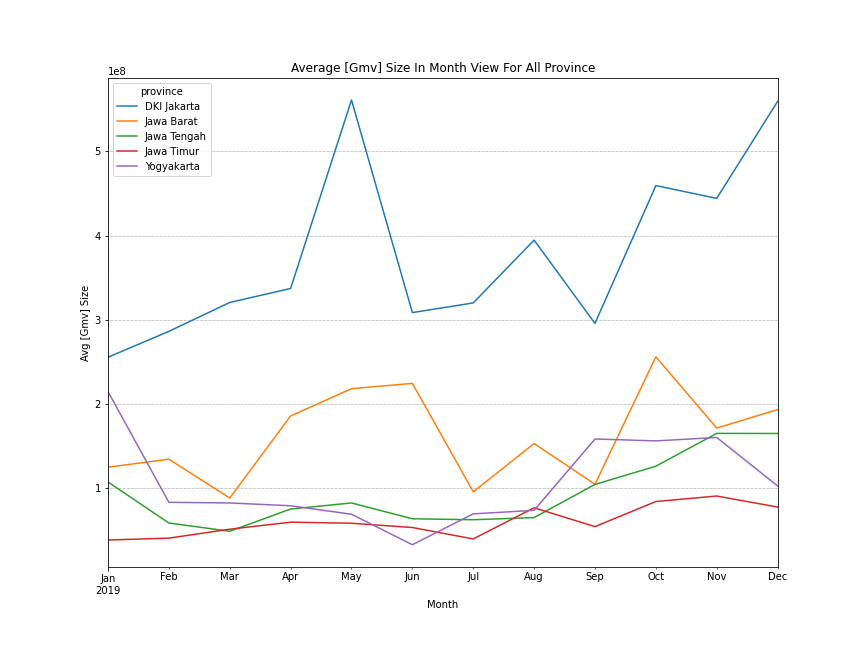 Average [Gmv] Size In Month View For All Province
1e8
province
DKI Jakarta
Jawa Barat
Jawa Tengah
Jawa Timur
Yogyakarta
5
4
3
2
1
Avg [Gmv] Size
Jan Feb Mar Apr May Jun Jul Aug Sep Oct Nov Dec
2019
Month